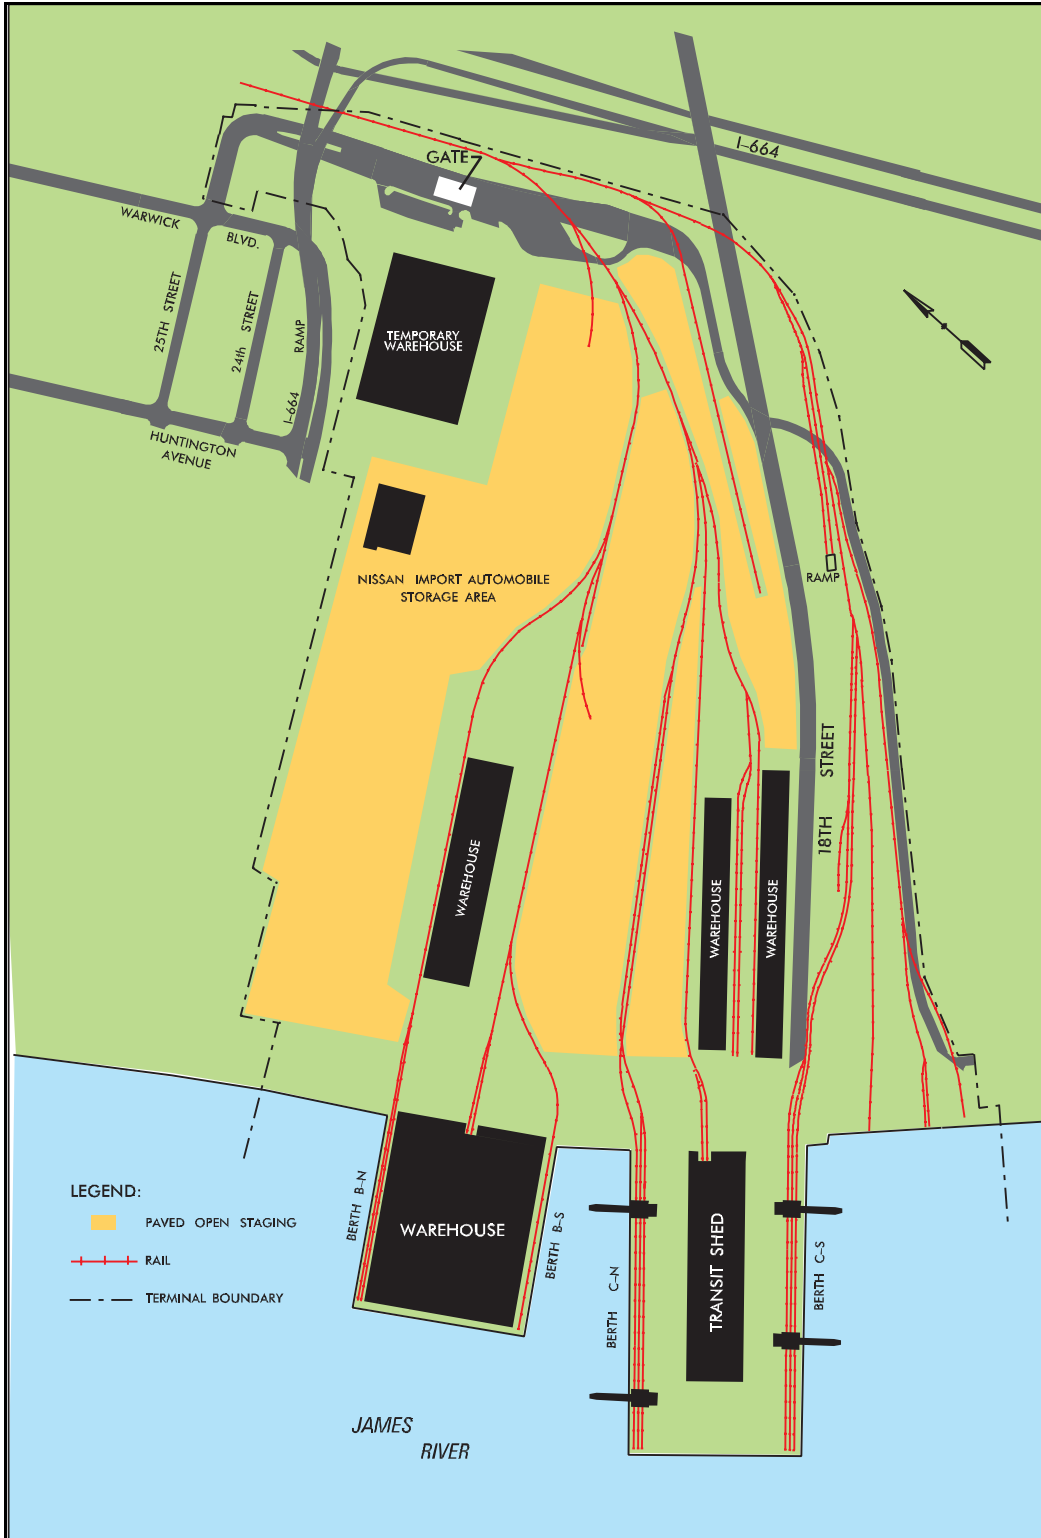 I-664
GATE
WARWICK
BLVD.
25TH STREET
24th STREET
RAMP
I-664
TEMPORARY
WAREHOUSE
HUNTINGTON
AVENUE
NISSAN IMPORT AUTOMOBILE
STORAGE AREA
RAMP
18TH STREET
WAREHOUSE
WAREHOUSE
WAREHOUSE
LEGEND:
PAVED OPEN STAGING
RAIL
TERMINAL BOUNDARY
BERTH B-N
WAREHOUSE
BERTH B-S
BERTH C-N
TRANSIT SHED
BERTH C-S
JAMES
RIVER